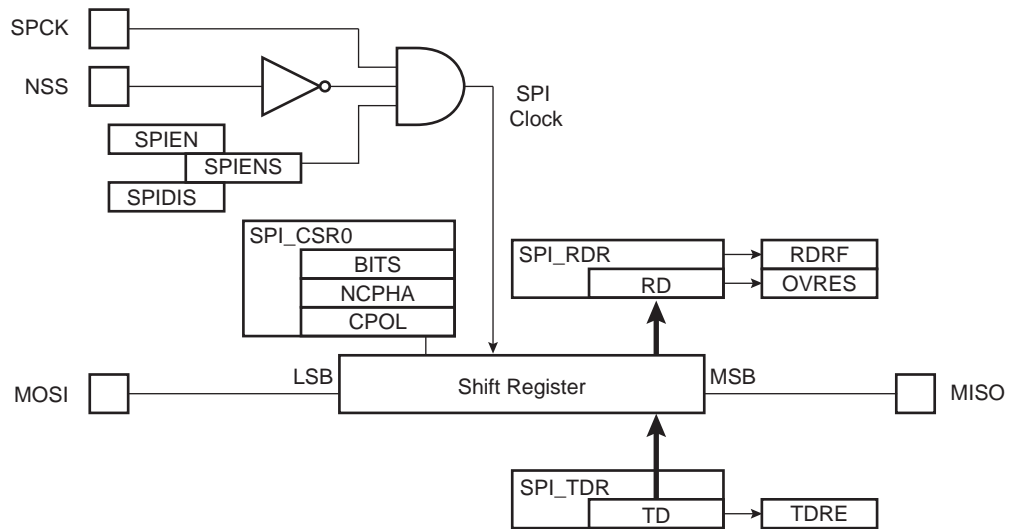 SPCK
NSS
SPI
Clock
SPIEN
SPIENS
SPIDIS
SPI_CSR0
BITS
NCPHA
CPOL
SPI_RDR
RD
RDRF
OVRES
MOSI
LSB
Shift Register
MSB
MISO
SPI_TDR
TD
TDRE